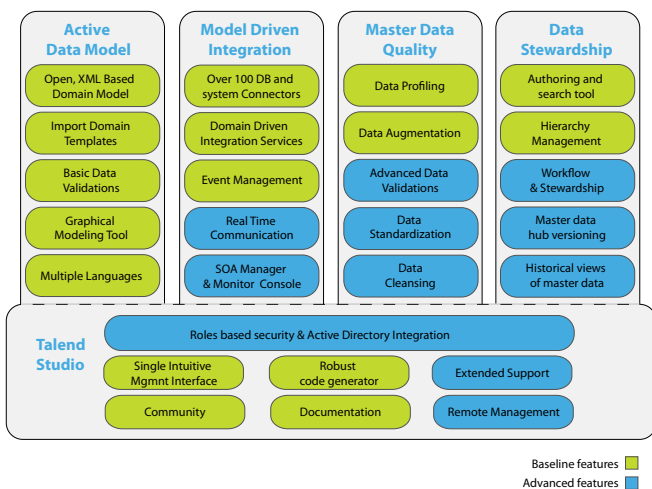 Active
Data Model
Open, XML Based
Domain Model
Import Domain
Templates
Basic Data
Validations
Graphical
Modeling Tool
Multiple Languages
Model Driven
Integration
Over 100 DB and
system Connectors
Domain Driven
Integration Services
Event Management
Real Time
Communication
SOA Manager
& Monitor Console
Master Data
Quality
Data Profiling
Data Augmentation
Advanced Data
Validations
Data
Standardization
Data
Cleansing
Data
Stewardship
Authoring and
search tool
Hierarchy
Management
Workflow
& Stewardship
Master data
hub versioning
Historical views
of master data
Talend
Studio
Roles based security & Active Directory Integration
Single Intuitive
Mgmnt Interface
Robust
code generator
Extended Support
Community
Documentation
Remote Management
Baseline features
Advanced features